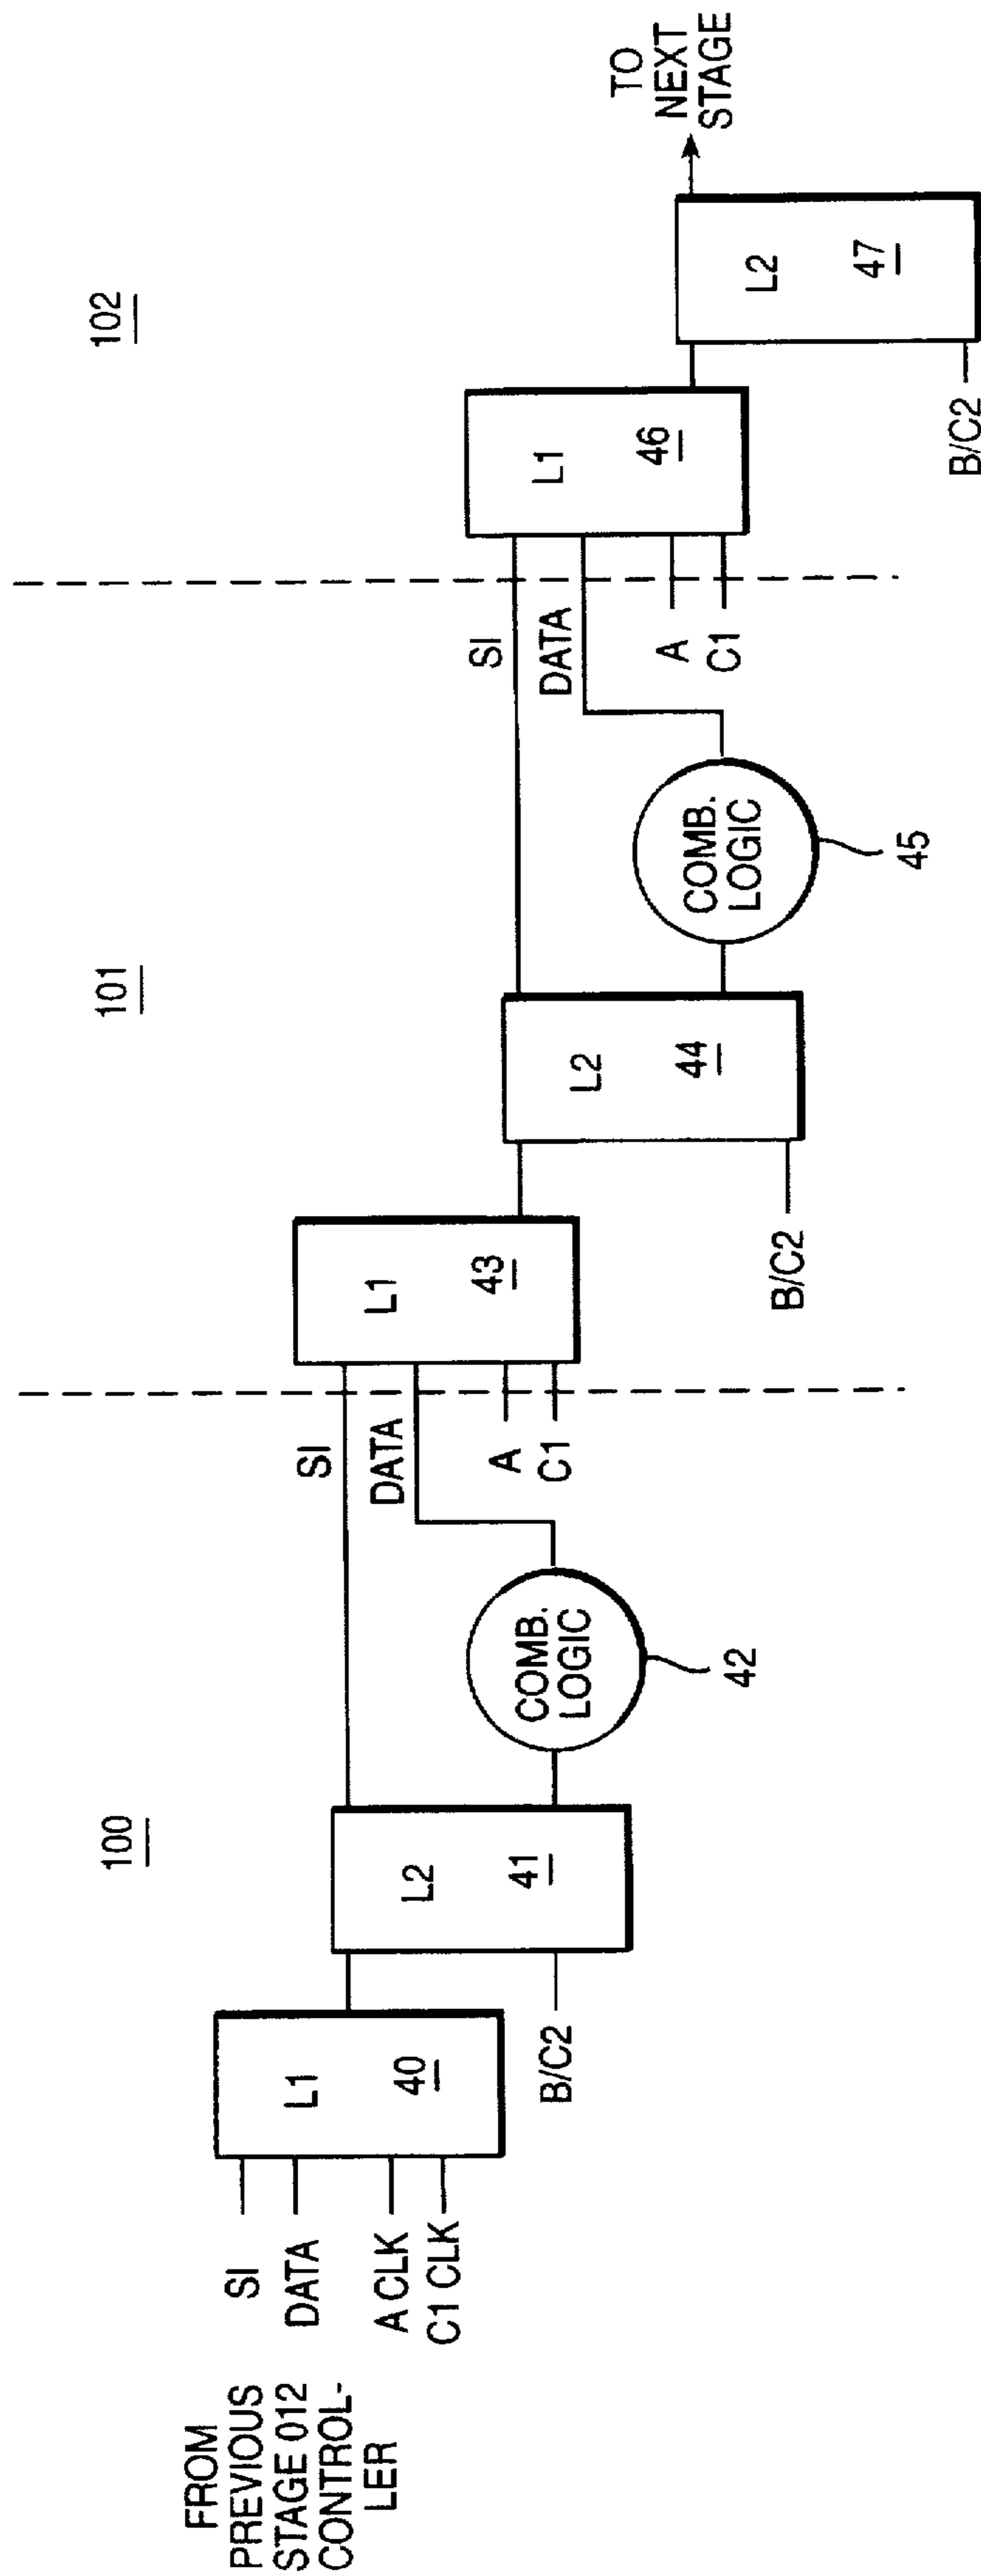 FROM
PREVIOUS
STAGE 012
CONTROL-
LER
SI
DATA
A CLK
C1 CLK
L1
40
B/C2
100
L2
41
COMB.
LOGIC
42
SI
DATA
A
C1
L1
43
B/C2
101
L2
44
COMB.
LOGIC
45
SI
DATA
A
C1
L1
46
B/C2
102
L2
47
TO
NEXT
STAGE